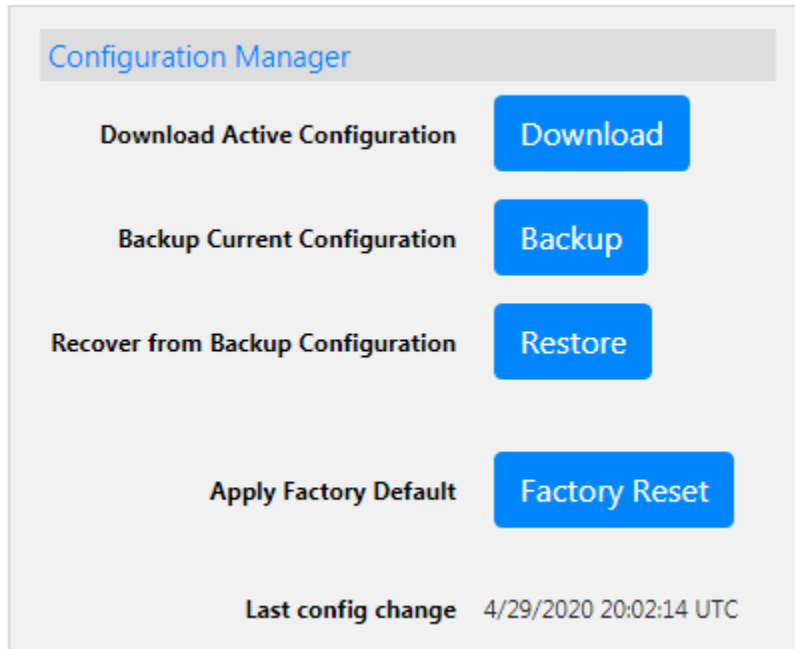 Configuration Manager
Download Active Configuration Download
Backup Current Configuration Backup
Recover from Backup Configuration Restore
Apply Factory Default Factory Reset
Last config change 4/29/2020 20:02:14 UTC